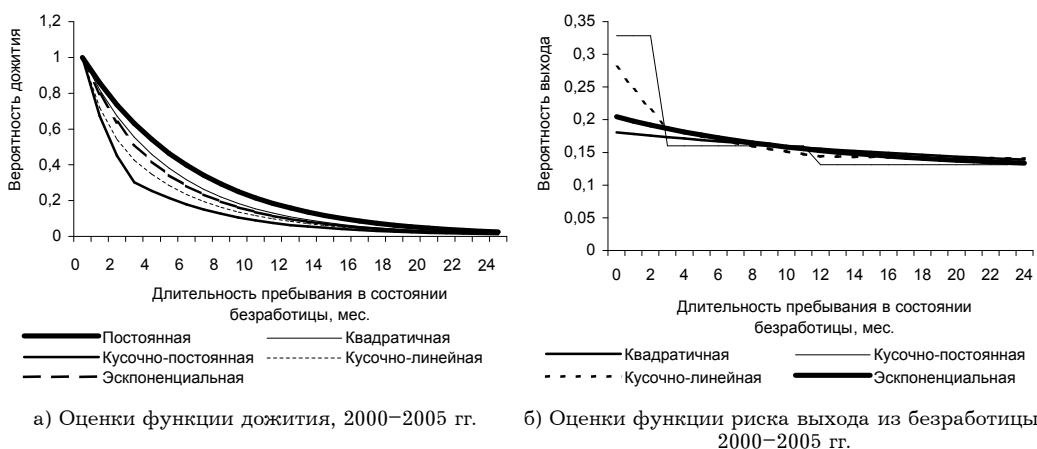 1,2
1
0,8
0,6
0,4
0,2
0
Вероятность дожития
0 2 4 6 8 10 12 14 16 18 20 22 24
Длительность пребывания в состоянии
безработицы, мес.
Постоянная Квадратичная
Кусочно-постоянная Кусочно-линейная
Эскпоненциальная
а) Оценки функции дожития, 2000–2005 гг.
0,35
0,3
0,25
0,2
0,15
0,1
0,05
0
Вероятность выхода
0 2 4 6 8 10 12 14 16 18 20 22 24
Длительность пребывания в состоянии
безработицы, мес.
Квадратичная Кусочно-постоянная
Кусочно-линейная Эскпоненциальная
б) Оценки функции риска выхода из безработицы
2000–2005 гг.